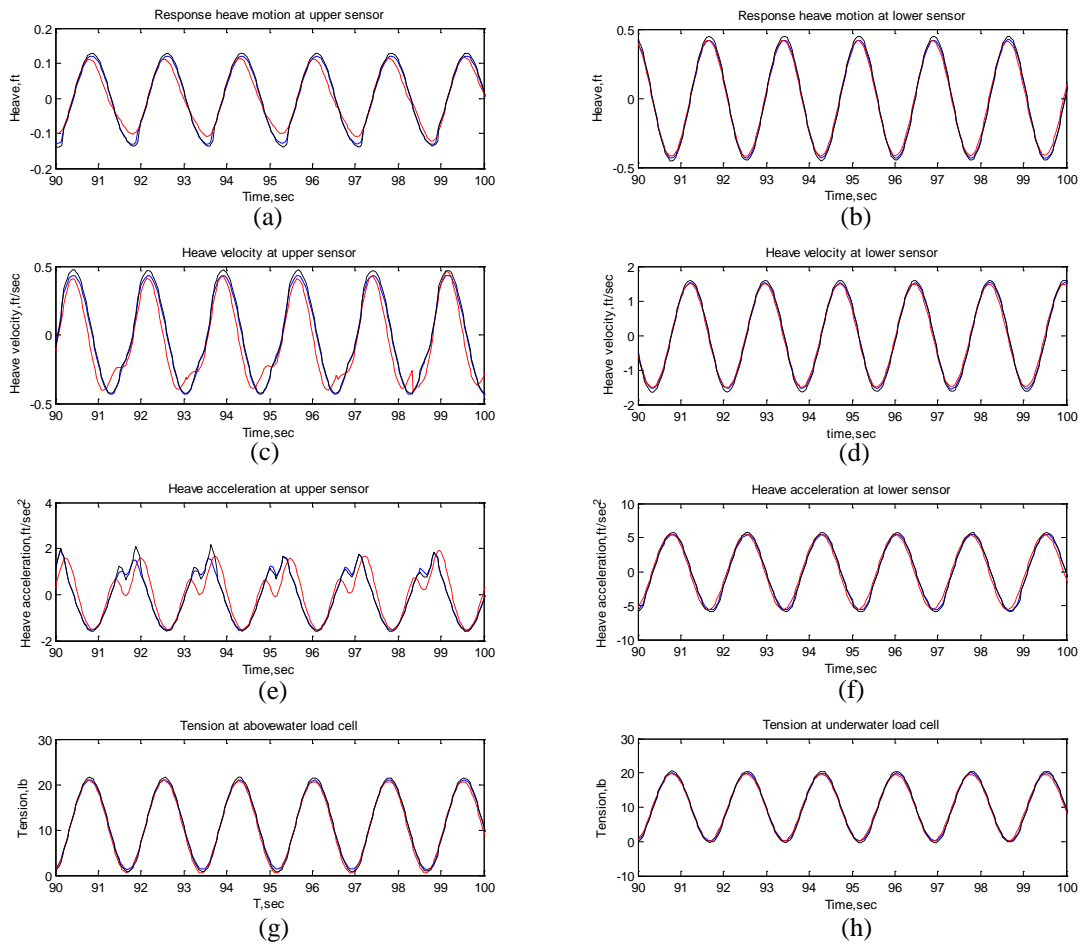 Response heave motion at upper sensor
0.2
0.1
0
-0.1
-0.2
Heave,ft
90 91 92 93 94 95 96 97 98 99 100
Time,sec
(a)
Response heave motion at lower sensor
0.5
0
-0.5
Heave,ft
90 91 92 93 94 95 96 97 98 99 100
Time,sec
(b)
Heave velocity at upper sensor
0.5
0
-0.5
Heave velocity,ft/sec
90 91 92 93 94 95 96 97 98 99 100
Time,sec
(c)
Heave velocity at lower sensor
2
1
0
-1
-2
Heave velocity,ft/sec
90 91 92 93 94 95 96 97 98 99 100
time,sec
(d)
Heave acceleration at upper sensor
4
2
0
-2
Heave acceleration,ft/sec²
90 91 92 93 94 95 96 97 98 99 100
Time,sec
(e)
Heave acceleration at lower sensor
10
5
0
-5
-10
Heave acceleration,ft/sec²
90 91 92 93 94 95 96 97 98 99 100
Time,sec
(f)
Tension at abovewater load cell
30
20
10
0
Tension,lb
90 91 92 93 94 95 96 97 98 99 100
T,sec
(g)
Tension at underwater load cell
30
20
10
0
-10
Tension,lb
90 91 92 93 94 95 96 97 98 99 100
Time,sec
(h)